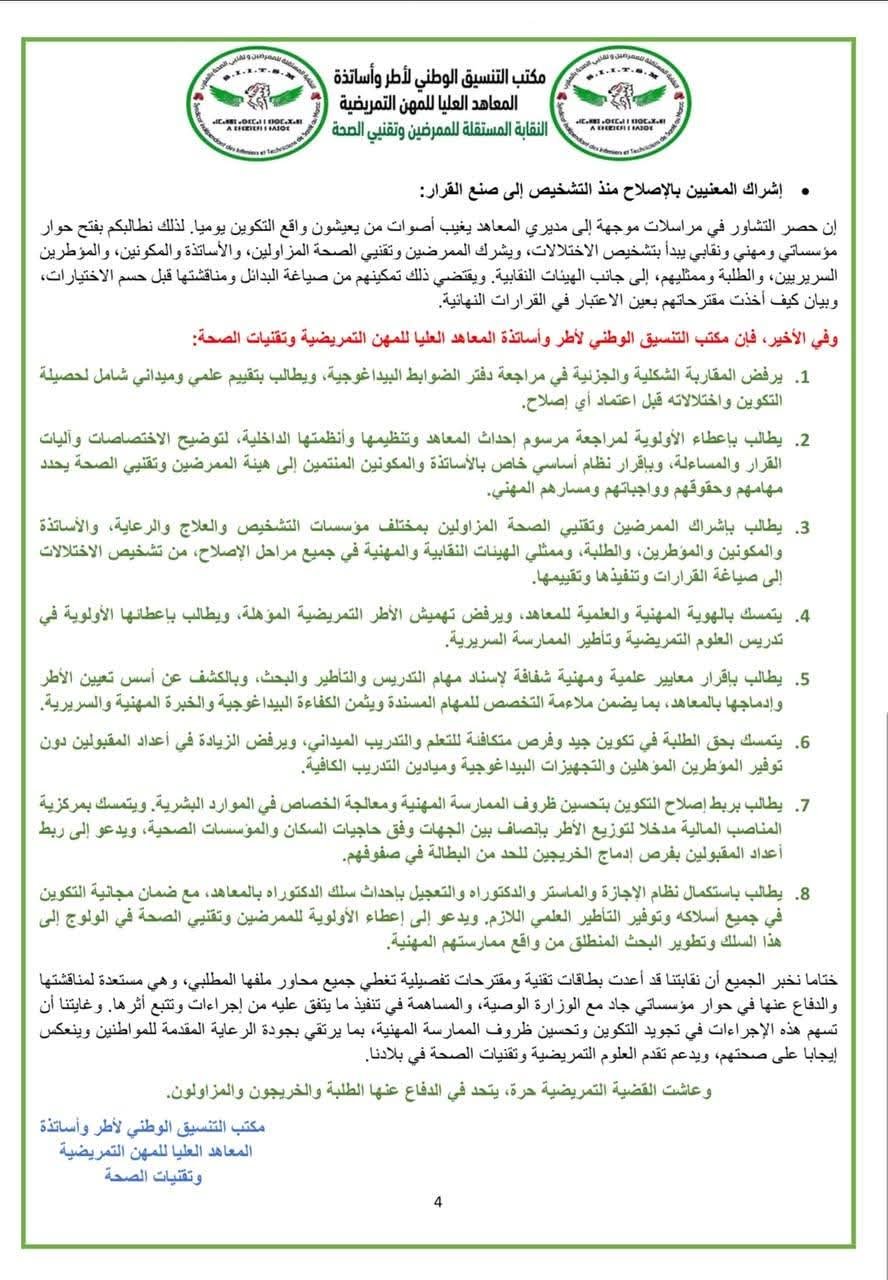 مكتب التنسيق الوطني لأطر وأساتذة
المعاهد العليا للمهن التمريضية
النقابة المستقلة للممرضين وتقنيي الصحة
S.I.I.T.S.M
Syndicat Indépendant des Infirmiers et Techniciens de Santé du Maroc
S.I.I.T.S.M
Syndicat Indépendant des Infirmiers et Techniciens de Santé du Maroc
• إشراك المعنيين بالإصلاح منذ التشخيص إلى صنع القرار:
إن حصر التشاور في مراسلات موجهة إلى مديري المعاهد يغيب أصوات من يعيشون واقع التكوين يوميا. لذلك نطالبكم بفتح حوار
مؤسساتي ومهني ونقابي يبدأ بتشخيص الاختلالات، ويشرك الممرضين وتقنيي الصحة المزاولين، والأساتذة والمكونين، والمؤطرين
السريريين، والطلبة وممثليهم، إلى جانب الهيئات النقابية. ويقتضي ذلك تمكينهم من صياغة البدائل ومناقشتها قبل حسم الاختيارات،
وبيان كيف أخذت مقترحاتهم بعين الاعتبار في القرارات النهائية.
وفي الأخير، فإن مكتب التنسيق الوطني لأطر وأساتذة المعاهد العليا للمهن التمريضية وتقنيات الصحة:
1. يرفض المقاربة الشكلية والجزئية في مراجعة دفتر الضوابط البيداغوجية، ويطالب بتقييم علمي وميداني شامل لحصيلة
التكوين واختلالاته قبل اعتماد أي إصلاح.
2. يطالب بإعطاء الأولوية لمراجعة مرسوم إحداث المعاهد وتنظيمها وأنظمتها الداخلية، لتوضيح الاختصاصات وآليات
القرار والمساءلة، وبإقرار نظام أساسي خاص بالأساتذة والمكونين المنتمين إلى هيئة الممرضين وتقنيي الصحة يحدد
مهامهم وحقوقهم وواجباتهم ومسارهم المهني.
3. يطالب بإشراك الممرضين وتقنيي الصحة المزاولين بمختلف مؤسسات التشخيص والعلاج والرعاية، والأساتذة
والمكونين والمؤطرين، والطلبة، وممثلي الهيئات النقابية والمهنية في جميع مراحل الإصلاح، من تشخيص الاختلالات
إلى صياغة القرارات وتنفيذها وتقييمها.
4. يتمسك بالهوية المهنية والعلمية للمعاهد، ويرفض تهميش الأطر التمريضية المؤهلة، ويطالب بإعطائها الأولوية في
تدريس العلوم التمريضية وتأطير الممارسة السريرية.
5. يطالب بإقرار معايير علمية ومهنية شفافة لإسناد مهام التدريس والتأطير والبحث، وبالكشف عن أسس تعيين الأطر
وإدماجها بالمعاهد، بما يضمن ملاءمة التخصص للمهام المسندة ويثمن الكفاءة البيداغوجية والخبرة المهنية والسريرية.
6. يتمسك بحق الطلبة في تكوين جيد وفرص متكافئة للتعلم والتدريب الميداني، ويرفض الزيادة في أعداد المقبولين دون
توفير المؤطرين المؤهلين والتجهيزات البيداغوجية وميادين التدريب الكافية.
7. يطالب بربط إصلاح التكوين بتحسين ظروف الممارسة المهنية ومعالجة الخصاص في الموارد البشرية. ويتمسك بمركزية
المناصب المالية مدخلا لتوزيع الأطر بإنصاف بين الجهات وفق حاجيات السكان والمؤسسات الصحية، ويدعو إلى ربط
أعداد المقبولين بفرص إدماج الخريجين للحد من البطالة في صفوفهم.
8. يطالب باستكمال نظام الإجازة والماستر والدكتوراه والتعجيل بإحداث سلك الدكتوراه بالمعاهد، مع ضمان مجانية التكوين
في جميع أسلاكه وتوفير التأطير العلمي اللازم. ويدعو إلى إعطاء الأولوية للممرضين وتقنيي الصحة في الولوج إلى
هذا السلك وتطوير البحث المنطلق من واقع ممارستهم المهنية.
ختاما نخبر الجميع أن نقابتنا قد أعدت بطاقات تقنية ومقترحات تفصيلية تغطي جميع محاور ملفها المطلبي، وهي مستعدة لمناقشتها
والدفاع عنها في حوار مؤسساتي جاد مع الوزارة الوصية، والمساهمة في تنفيذ ما يتفق عليه من إجراءات وتتبع أثرها. وغايتنا أن
تسهم هذه الإجراءات في تجويد التكوين وتحسين ظروف الممارسة المهنية، بما يرتقي بجودة الرعاية المقدمة للمواطنين وينعكس
إيجابا على صحتهم، ويدعم تقدم العلوم التمريضية وتقنيات الصحة في بلادنا.
وعاشت القضية التمريضية حرة، يتحد في الدفاع عنها الطلبة والخريجون والمزاولون.
مكتب التنسيق الوطني لأطر وأساتذة
المعاهد العليا للمهن التمريضية
وتقنيات الصحة
4